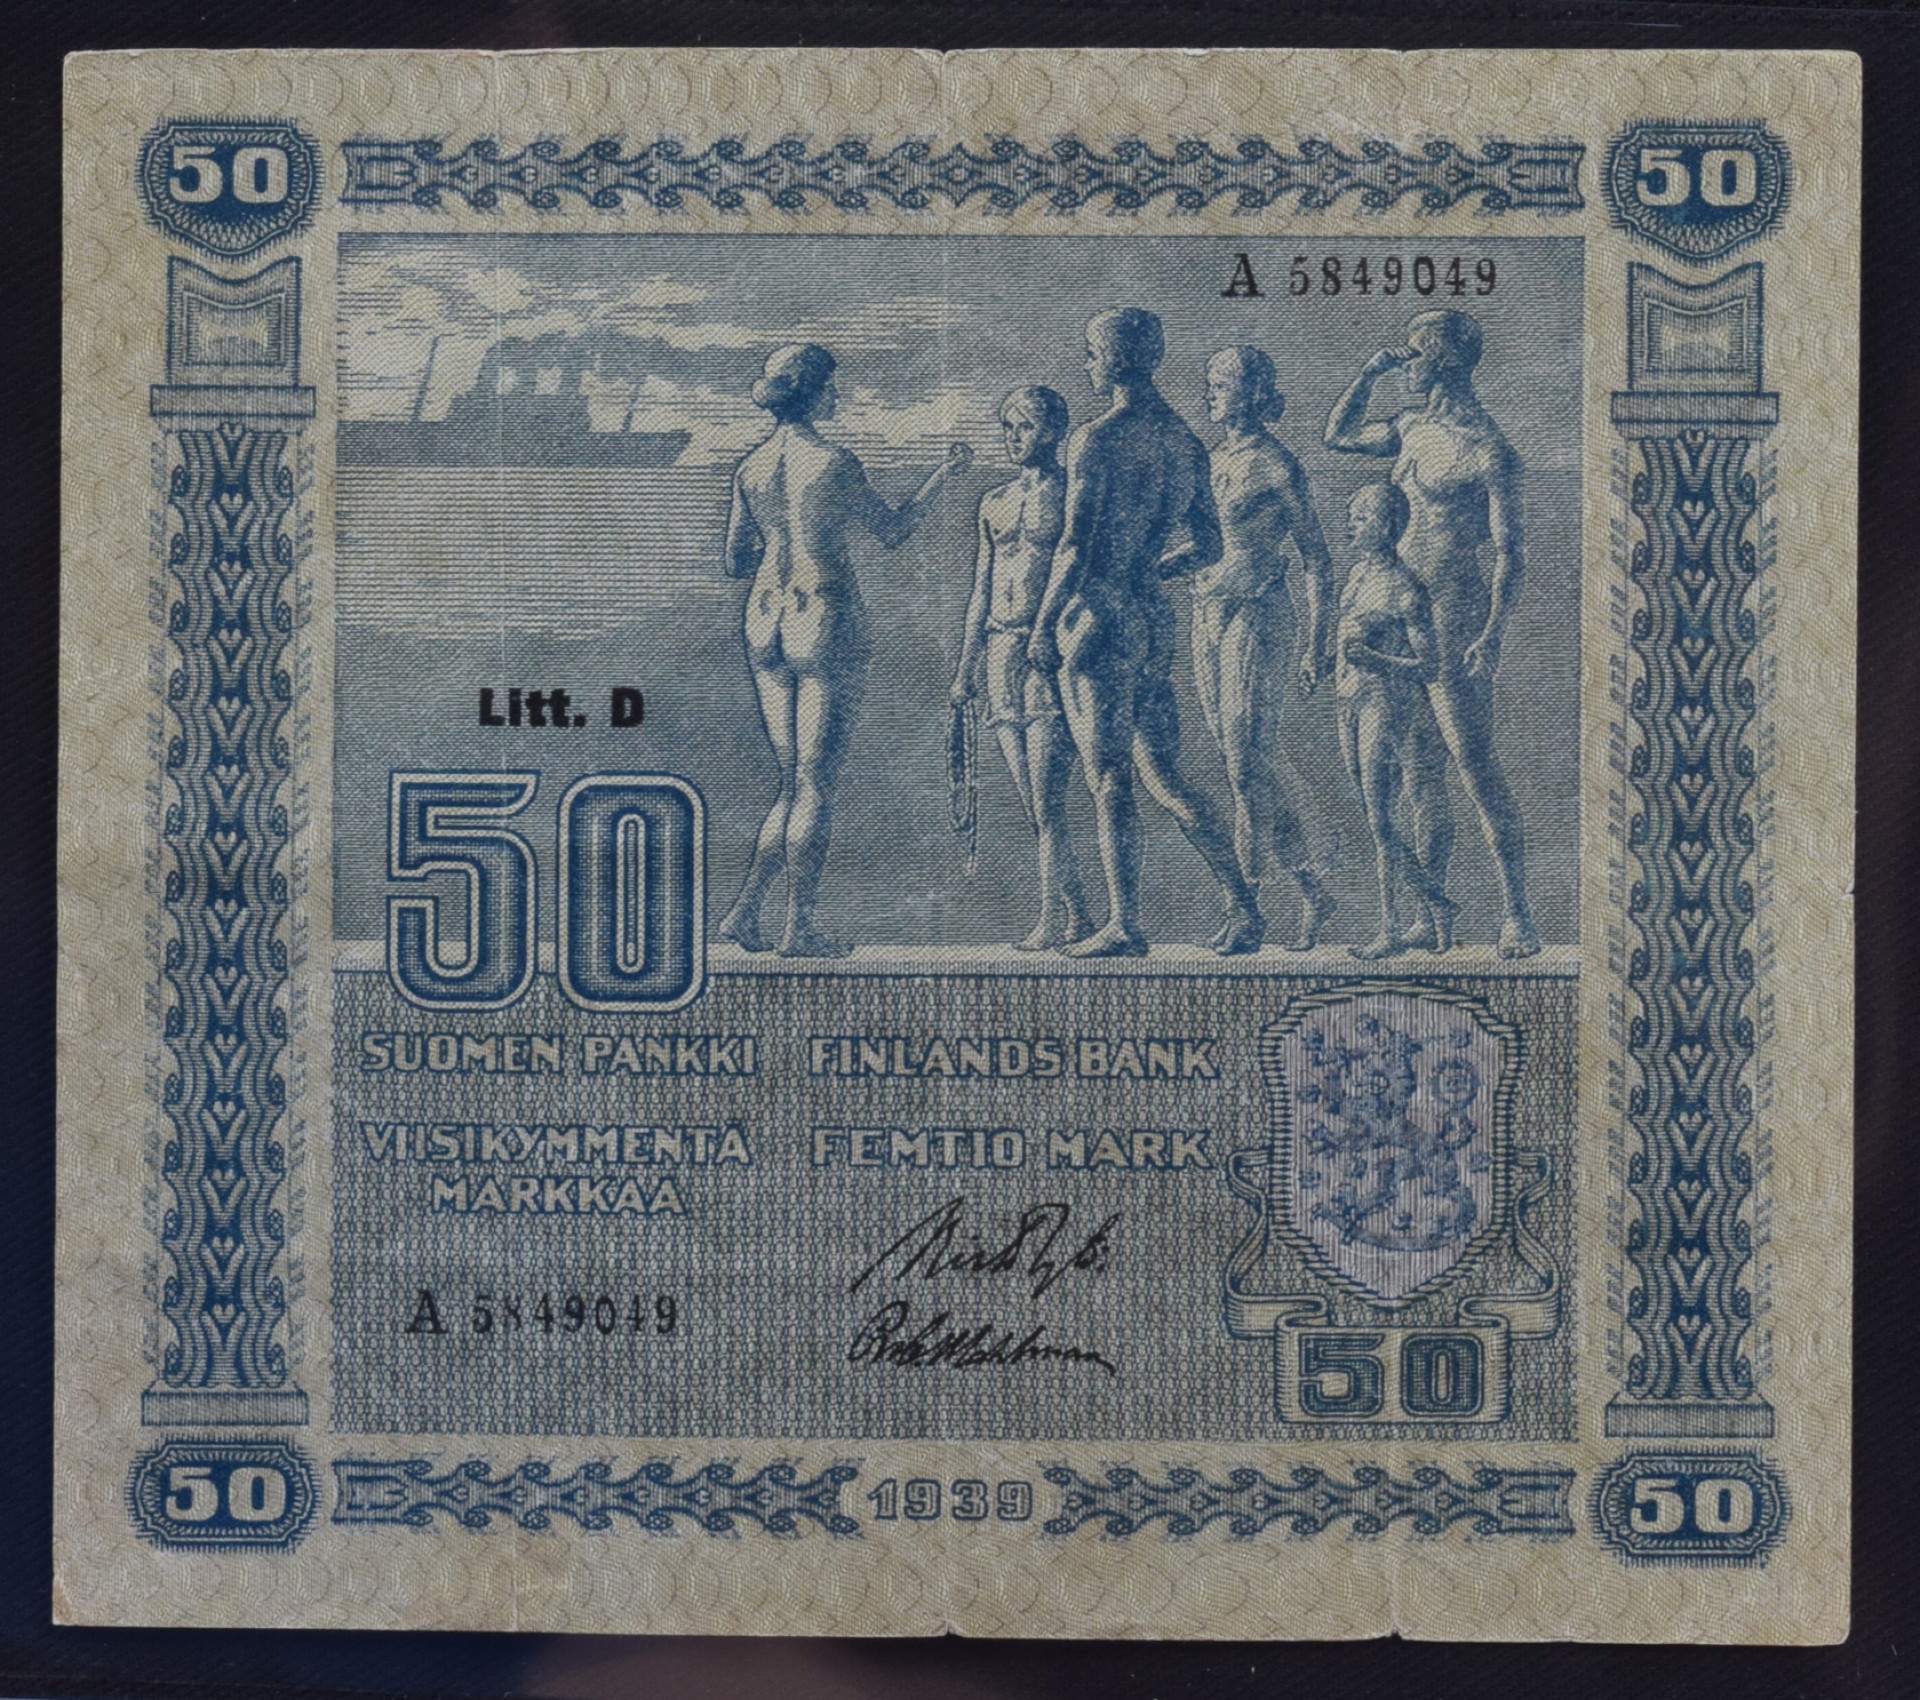 50 50
A 5849049
Litt. D
50
SUOMEN PANKKI FINLANDS BANK
VIISIKYMMENTÄ FEMTIO MARK
MARKKAA
A 5849049
50
50 1939 50